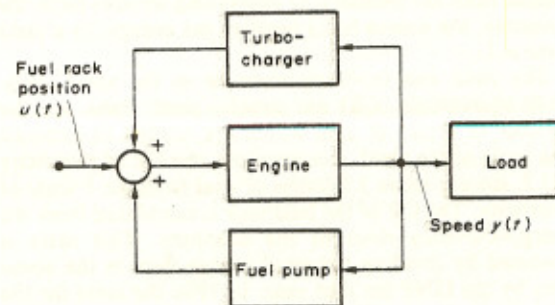 Turbo-
charger
Fuel rack
position
u(t)
+
+
Engine
Load
Speed y(t)
Fuel pump